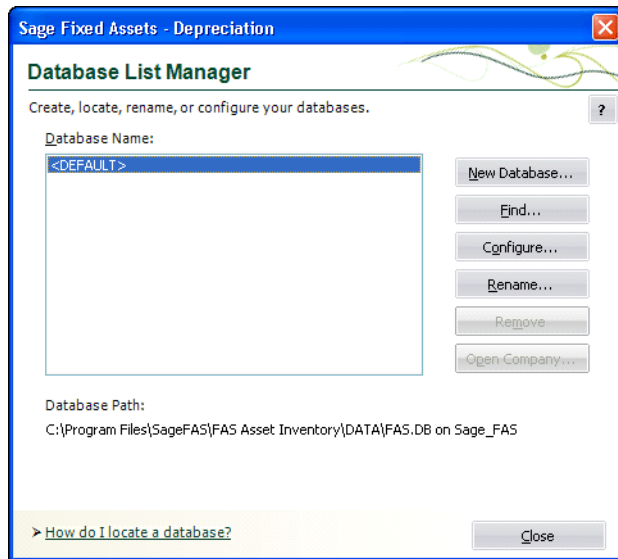 Sage Fixed Assets - Depreciation
Database List Manager
Create, locate, rename, or configure your databases.
?
Database Name:
<DEFAULT>
New Database...
Find...
Configure...
Rename...
Remove
Open Company...
Database Path:
C:\Program Files\SageFAS\FAS Asset Inventory\DATA\FAS.DB on Sage_FAS
➤ How do I locate a database?
Close